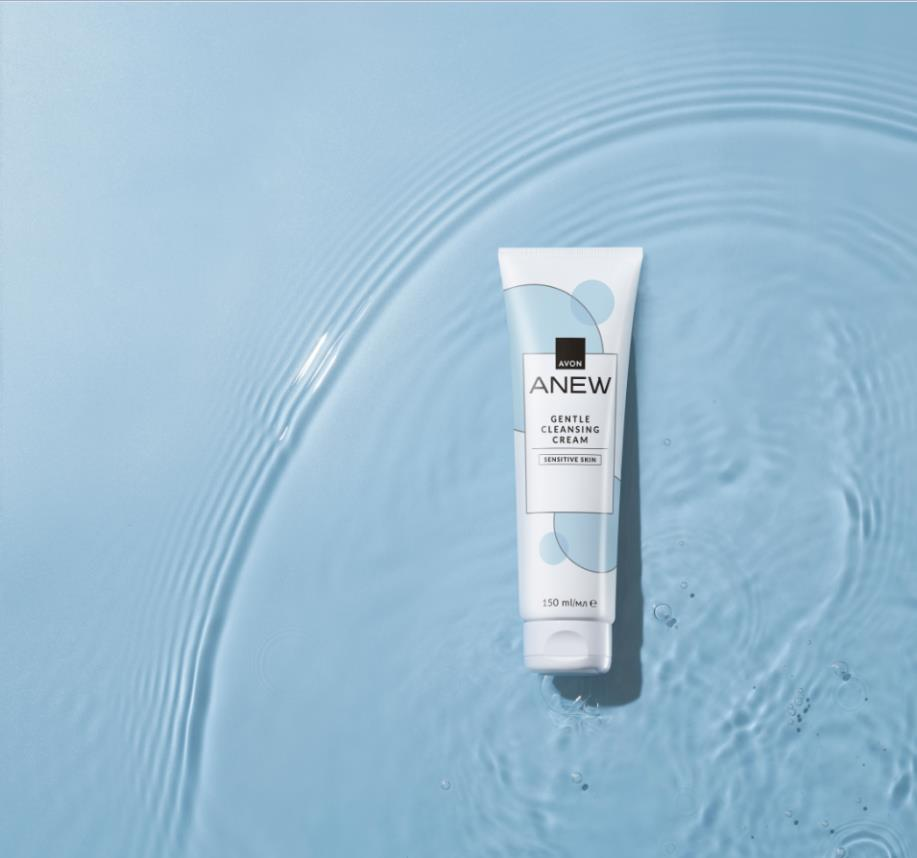 AVON
ANEW
GENTLE
CLEANSING
CREAM
SENSITIVE SKIN
150 ml/мл ℮